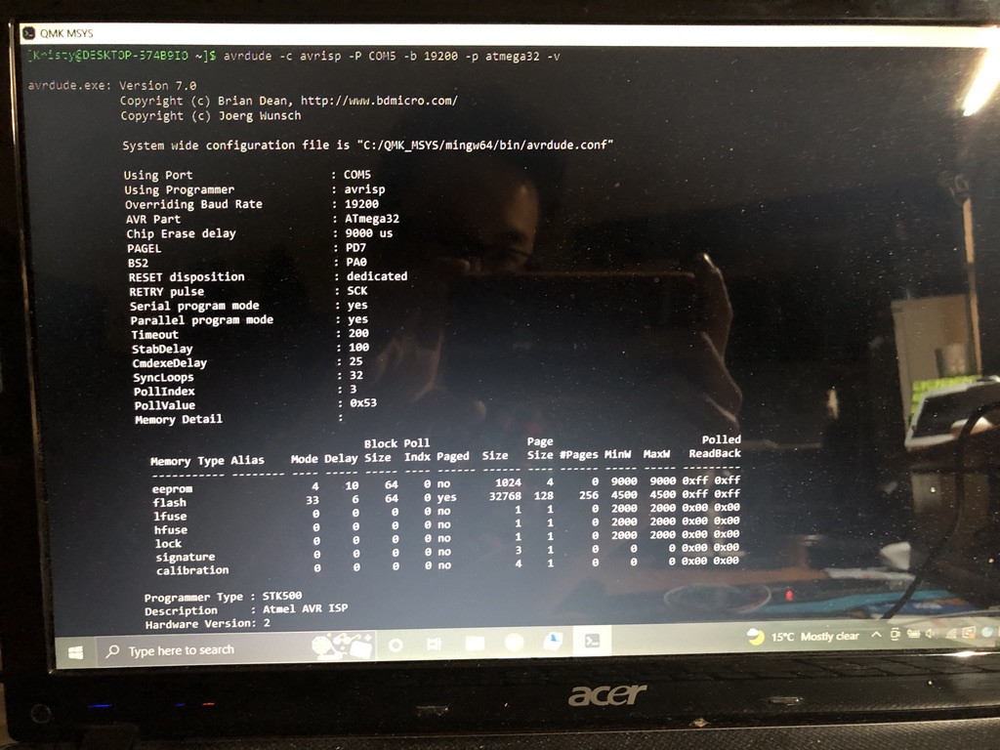 QMK MSYS
[Kristy@DESKTOP-574B9IO ~]$ avrdude -c avrisp -P COM5 -b 19200 -p atmega32 -v
avrdude.exe: Version 7.0
Copyright (c) Brian Dean, http://www.bdmicro.com/
Copyright (c) Joerg Wunsch
System wide configuration file is "C:/QMK_MSYS/mingw64/bin/avrdude.conf"
Using Port : COM5
Using Programmer : avrisp
Overriding Baud Rate : 19200
AVR Part : ATmega32
Chip Erase delay : 9000 us
PAGEL : PD7
BS2 : PA0
RESET disposition : dedicated
RETRY pulse : SCK
Serial program mode : yes
Parallel program mode : yes
Timeout : 200
StabDelay : 100
CmdexeDelay : 25
SyncLoops : 32
PollIndex : 3
PollValue : 0x53
Memory Detail :
Block Poll Page Polled
Memory Type Alias Mode Delay Size Indx Paged Size Size #Pages MinW MaxW ReadBack
----------- -------- ---- ----- ----- ---- ------ ------ ---- ------ ----- ----- ---------
eeprom 4 10 64 0 no 1024 4 0 9000 9000 0xff 0xff
flash 33 6 64 0 yes 32768 128 256 4500 4500 0xff 0xff
lfuse 0 0 0 0 no 1 1 0 2000 2000 0x00 0x00
hfuse 0 0 0 0 no 1 1 0 2000 2000 0x00 0x00
lock 0 0 0 0 no 1 1 0 2000 2000 0x00 0x00
signature 0 0 0 0 no 3 1 0 0 0 0x00 0x00
calibration 0 0 0 0 no 4 1 0 0 0 0x00 0x00
Programmer Type : STK500
Description : Atmel AVR ISP
Hardware Version: 2
Type here to search
15°C Mostly clear
acer